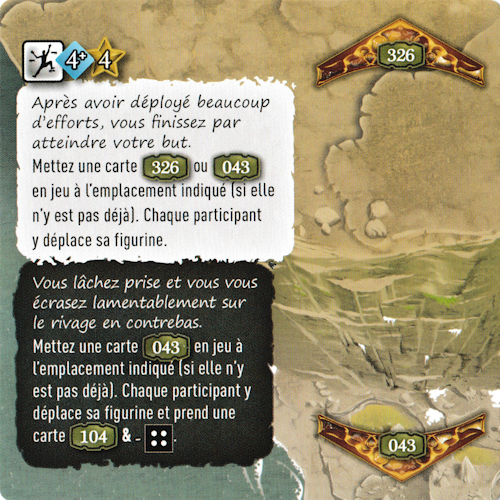 326
4+ 4
Après avoir déployé beaucoup
d'efforts, vous finissez par
atteindre votre but.
Mettez une carte 326 ou 043
en jeu à l'emplacement indiqué (si elle
n'y est pas déjà). Chaque participant
y déplace sa figurine.
Vous lâchez prise et vous vous
écrasez lamentablement sur
le rivage en contrebas.
Mettez une carte 043 en jeu à
l'emplacement indiqué (si elle n'y
est pas déjà). Chaque participant y
déplace sa figurine et prend une
carte 104 & - .
043